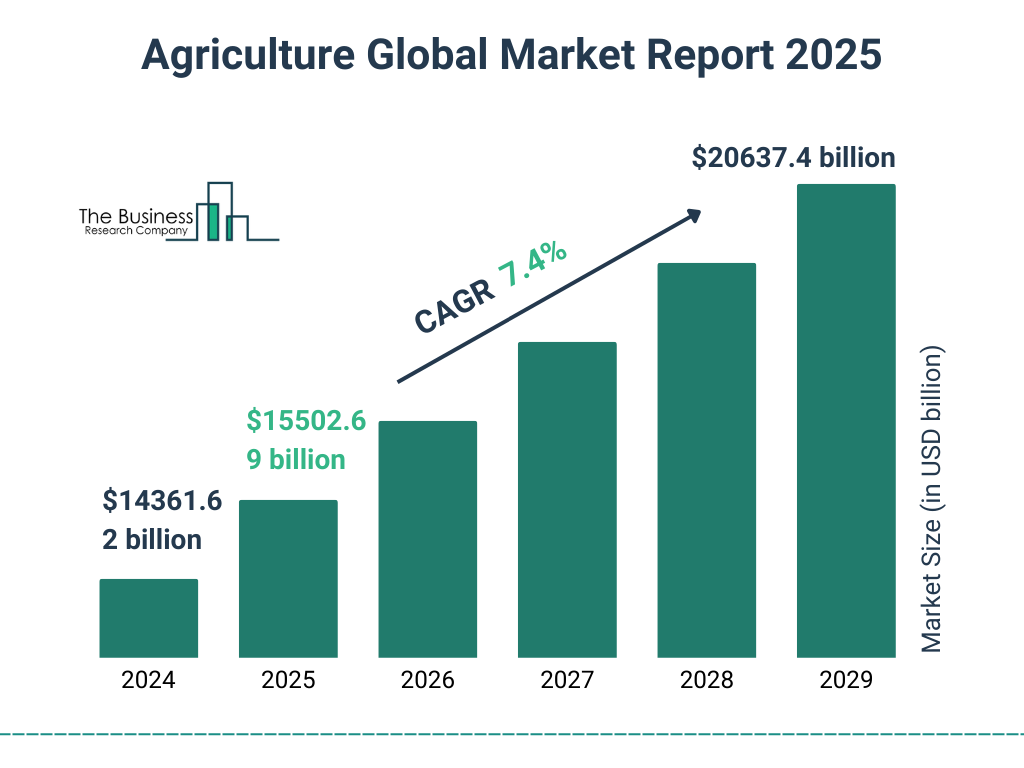 Agriculture Global Market Report 2025
The Business
Research Company
$20637.4 billion
CAGR 7.4%
$15502.6
9 billion
$14361.6
2 billion
Market Size (in USD billion)
2024 2025 2026 2027 2028 2029